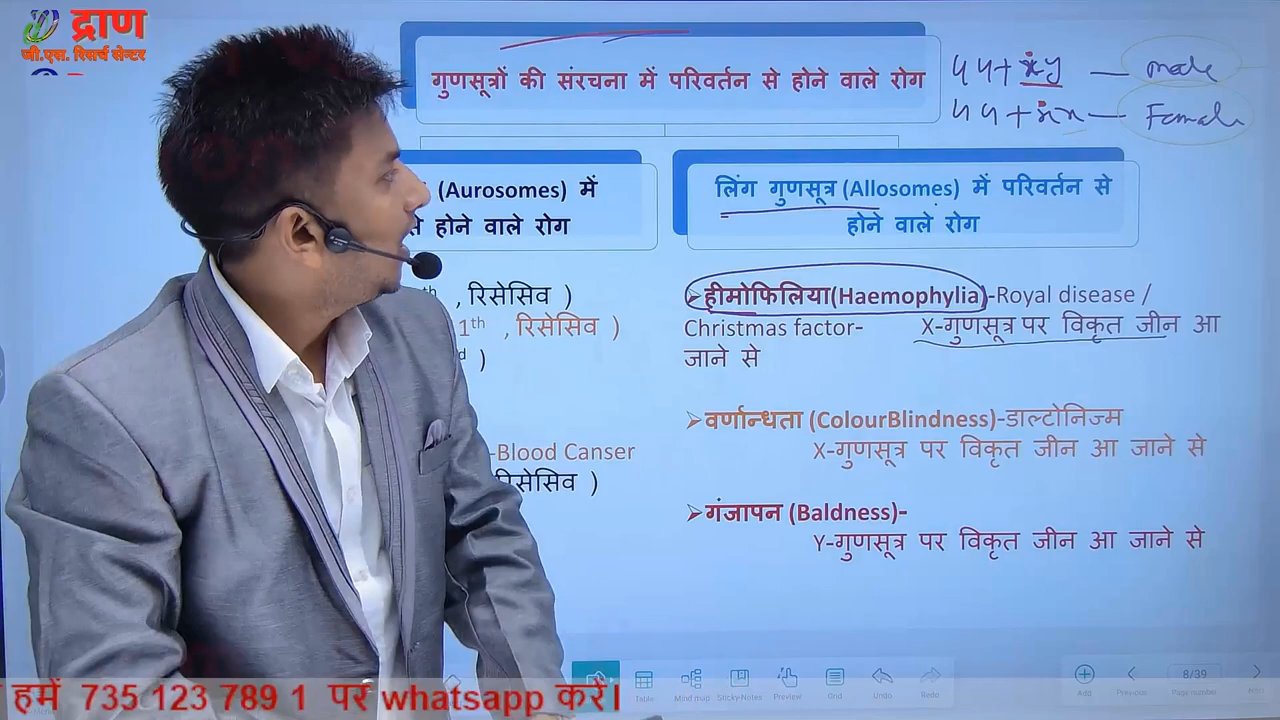 द्राण
जी.एस. रिसर्च सेन्टर
गुणसूत्रों की संरचना में परिवर्तन से होने वाले रोग
44+xy — male
44+xx — Female
(Aurosomes) में
से होने वाले रोग
लिंग गुणसूत्र (Allosomes) में परिवर्तन से
होने वाले रोग
th , रिसेसिव )
1th , रिसेसिव )
d )
-Blood Canser
रिसेसिव )
➢हीमोफिलिया(Haemophylia)-Royal disease /
Christmas factor- X-गुणसूत्र पर विकृत जीन आ
जाने से
➢वर्णान्धता (ColourBlindness)-डाल्टोनिज्म
X-गुणसूत्र पर विकृत जीन आ जाने से
➢गंजापन (Baldness)-
Y-गुणसूत्र पर विकृत जीन आ जाने से
Table Mind map Sticky-Notes Preview Grid Undo Redo Add Previous Page number
8/39
हमें 735 123 789 1 पर whatsapp करें।